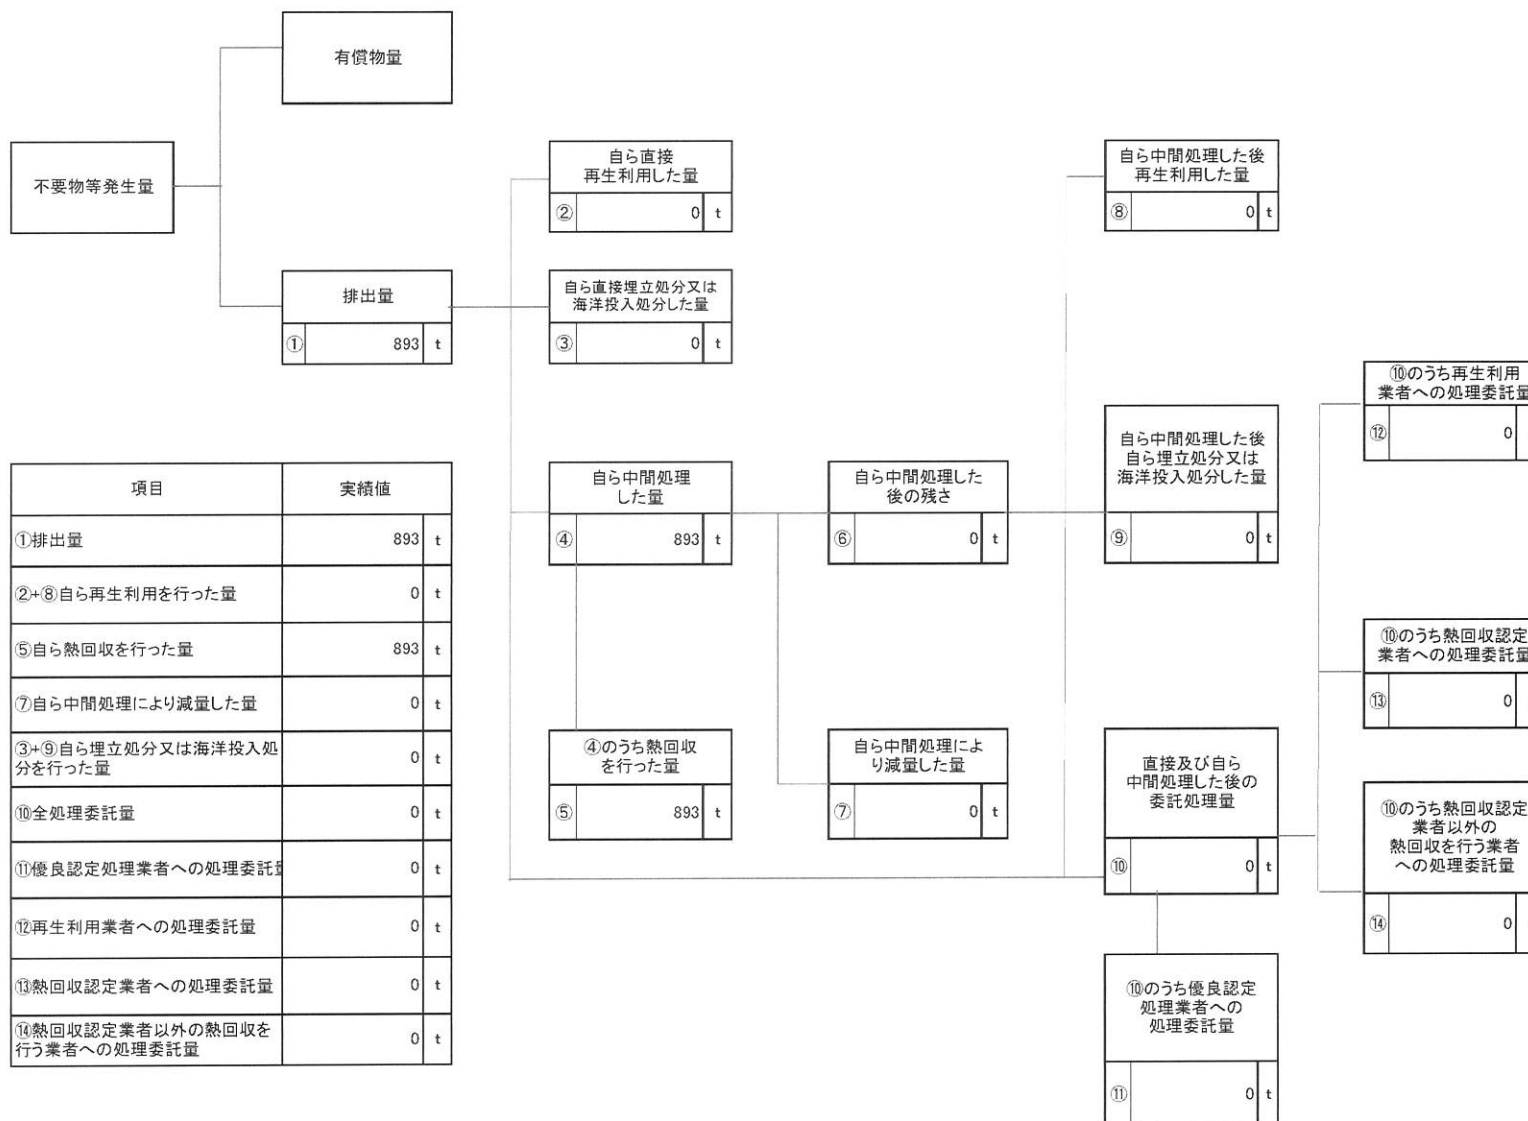 有償物量
不要物等発生量
排出量
① 893 t
自ら直接
再生利用した量
② 0 t
自ら直接埋立処分又は
海洋投入処分した量
③ 0 t
自ら中間処理した後
再生利用した量
⑧ 0 t
自ら中間処理
した量
④ 893 t
自ら中間処理した
後の残さ
⑥ 0 t
自ら中間処理した後
自ら埋立処分又は
海洋投入処分した量
⑨ 0 t
⑩のうち再生利用
業者への処理委託量
⑫ 0
④のうち熱回収
を行った量
⑤ 893 t
自ら中間処理によ
り減量した量
⑦ 0 t
直接及び自ら
中間処理した後の
委託処理量
⑩ 0 t
⑩のうち熱回収認定
業者への処理委託量
⑬ 0
⑩のうち熱回収認定
業者以外の
熱回収を行う業者
への処理委託量
⑭ 0
⑩のうち優良認定
処理業者への
処理委託量
⑪ 0 t
項目 実績値
①排出量 893 t
②+⑧自ら再生利用を行った量 0 t
⑤自ら熱回収を行った量 893 t
⑦自ら中間処理により減量した量 0 t
③+⑨自ら埋立処分又は海洋投入処
分を行った量 0 t
⑩全処理委託量 0 t
⑪優良認定処理業者への処理委託量 0 t
⑫再生利用業者への処理委託量 0 t
⑬熱回収認定業者への処理委託量 0 t
⑭熱回収認定業者以外の熱回収を
行う業者への処理委託量 0 t